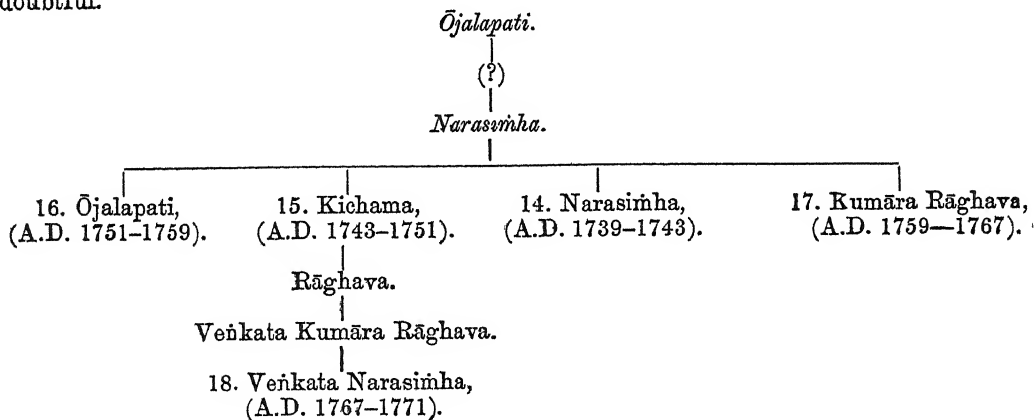 doubtful.
Ōjalapati.
(?)
Narasiṁha.
16. Ōjalapati, 15. Kichama, 14. Narasiṁha, 17. Kumāra Rāghava,
(A.D. 1751–1759). (A.D. 1743–1751). (A.D. 1739–1743). (A.D. 1759—1767).
Rāghava.
Veṅkata Kumāra Rāghava.
18. Veṅkata Narasiṁha,
(A.D. 1767–1771).